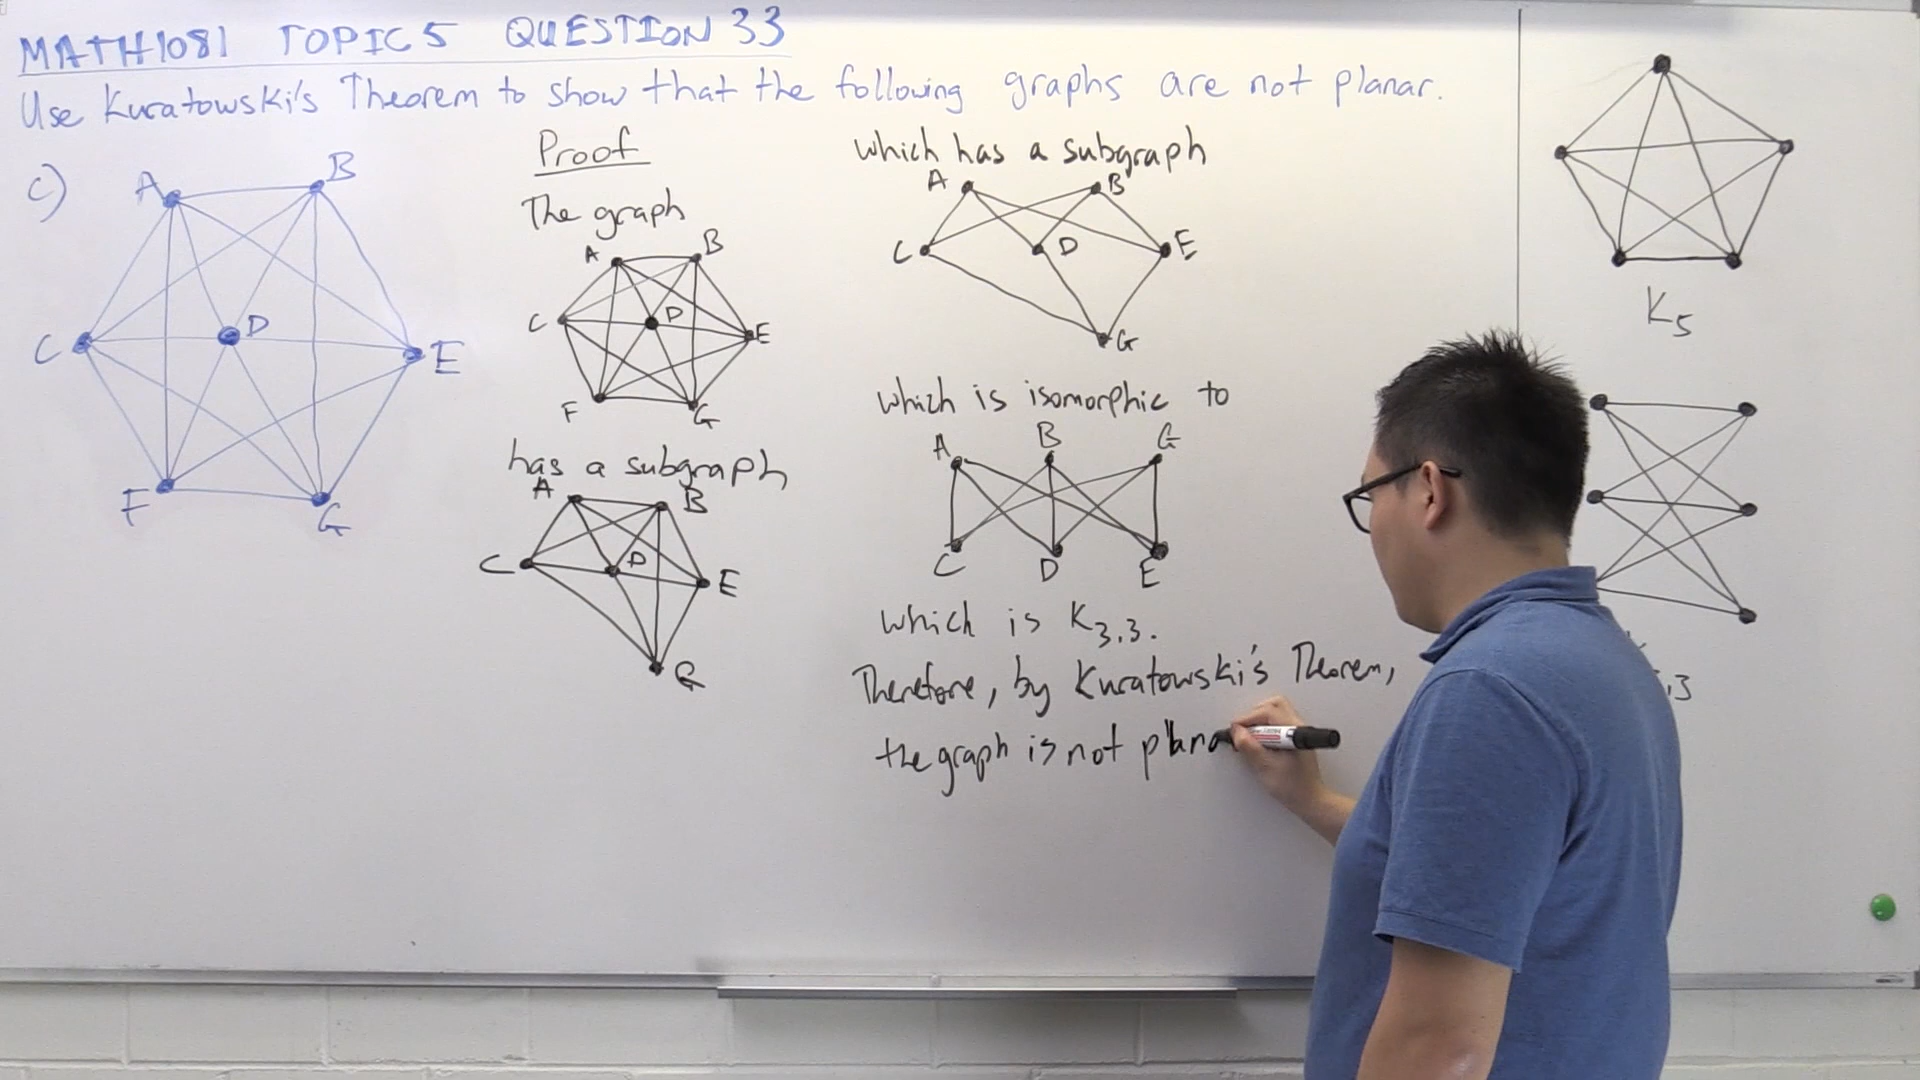 MATH1081 TOPIC 5 QUESTION 33
Use Kuratowski's Theorem to show that the following graphs are not planar.
c)
A
B
C
D
E
F
G
Proof
The graph
A
B
C
D
E
F
G
has a subgraph
A
B
C
D
E
G
which has a subgraph
A
B
C
D
E
G
which is isomorphic to
A B G
C D E
which is K3,3.
Therefore, by Kuratowski's Theorem,
the graph is not plana
K5
,3